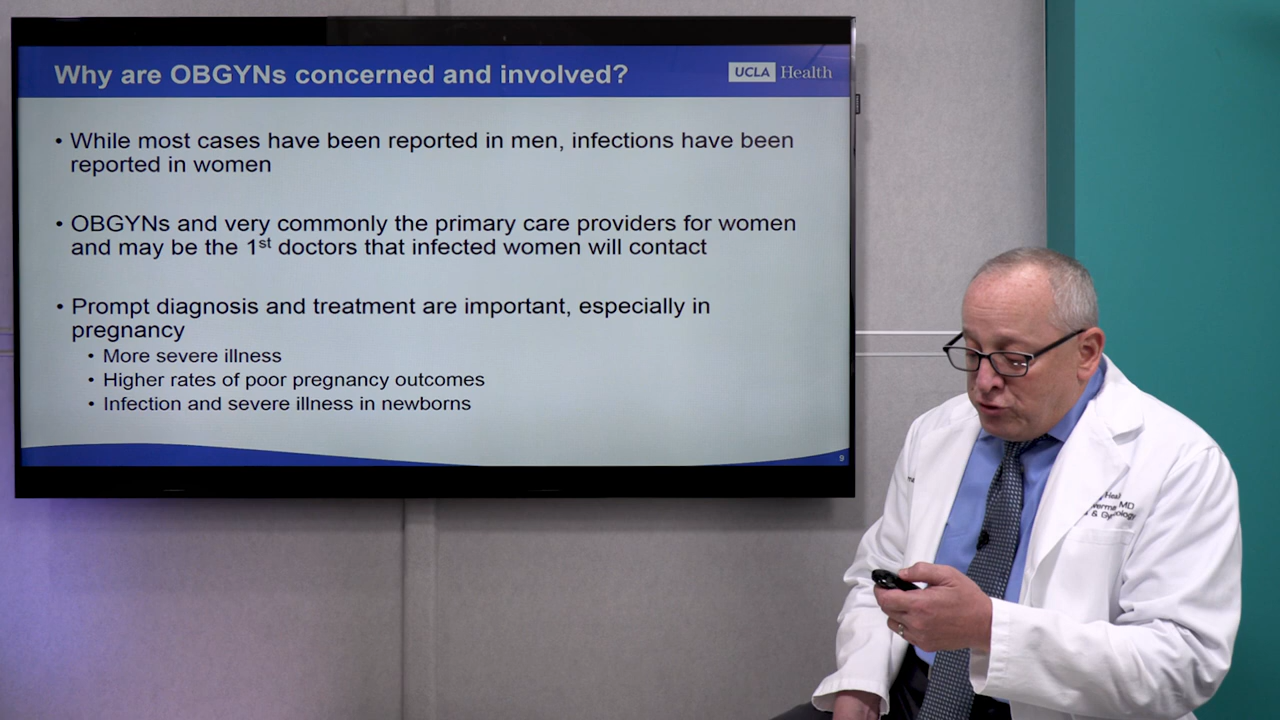 Why are OBGYNs concerned and involved?
UCLA Health
• While most cases have been reported in men, infections have been
reported in women
• OBGYNs and very commonly the primary care providers for women
and may be the 1st doctors that infected women will contact
• Prompt diagnosis and treatment are important, especially in
pregnancy
• More severe illness
• Higher rates of poor pregnancy outcomes
• Infection and severe illness in newborns
9
MD
&